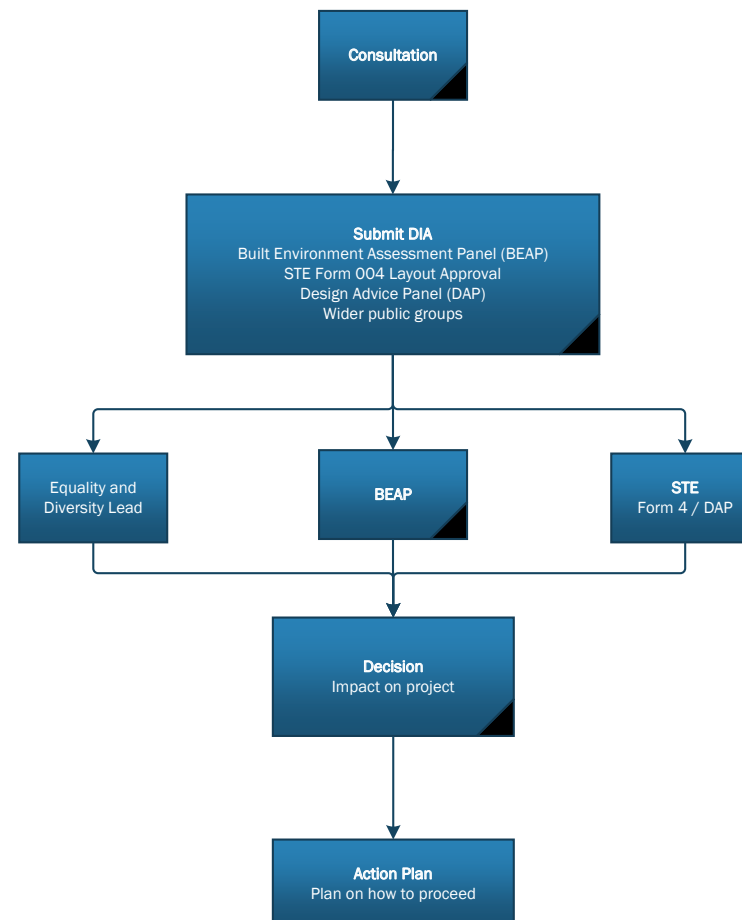 Consultation
Submit DIA
Built Environment Assessment Panel (BEAP)
STE Form 004 Layout Approval
Design Advice Panel (DAP)
Wider public groups
Equality and
Diversity Lead
BEAP
STE
Form 4 / DAP
Decision
Impact on project
Action Plan
Plan on how to proceed